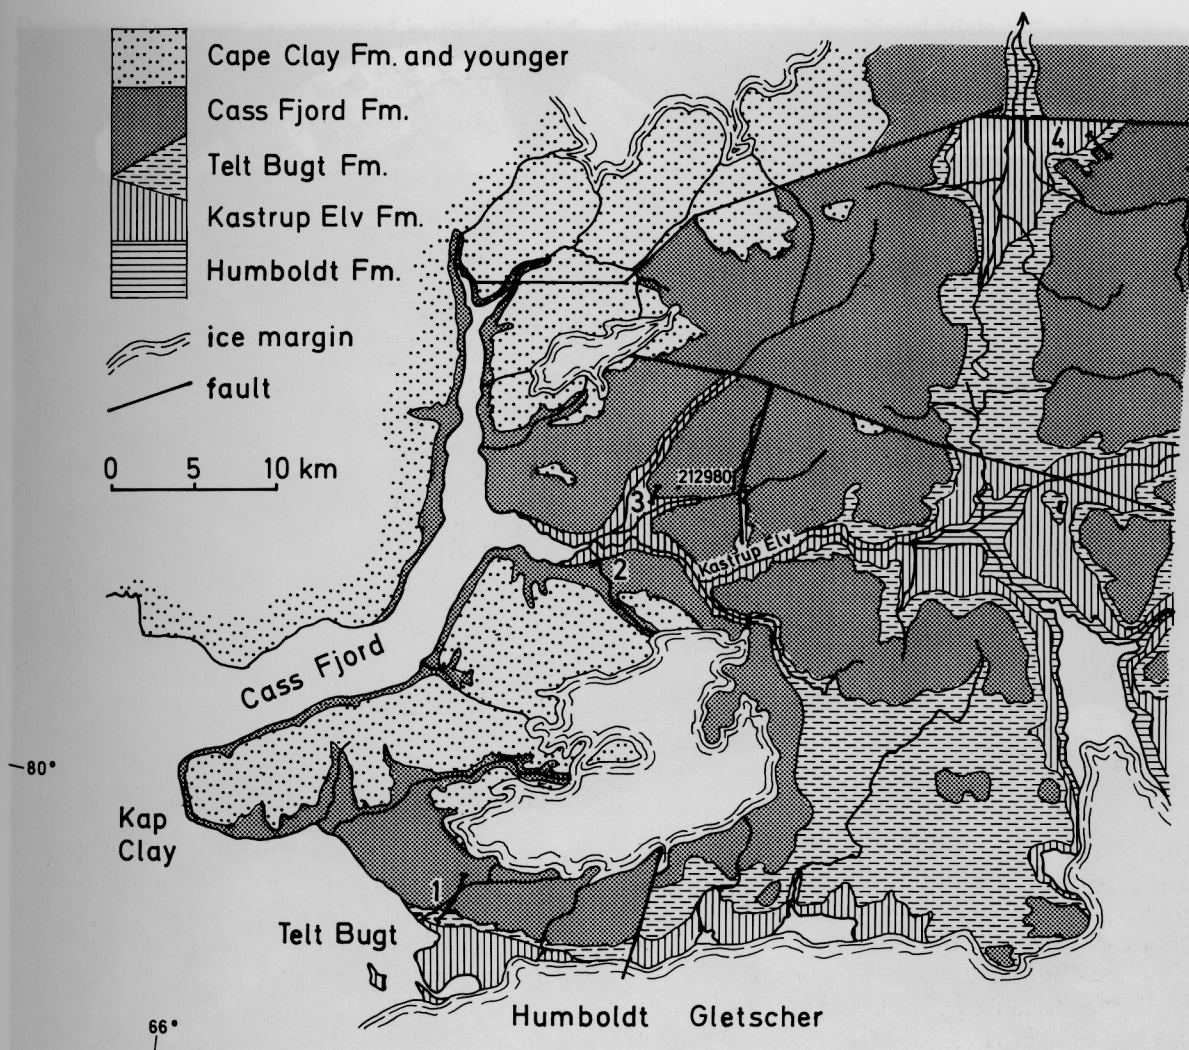 Cape Clay Fm. and younger
Cass Fjord Fm.
Telt Bugt Fm.
Kastrup Elv Fm.
Humboldt Fm.
ice margin
fault
0 5 10 km
4
212980
3
Kastrup Elv
2
Cass Fjord
80°
Kap
Clay
1
Telt Bugt
Humboldt Gletscher
66°